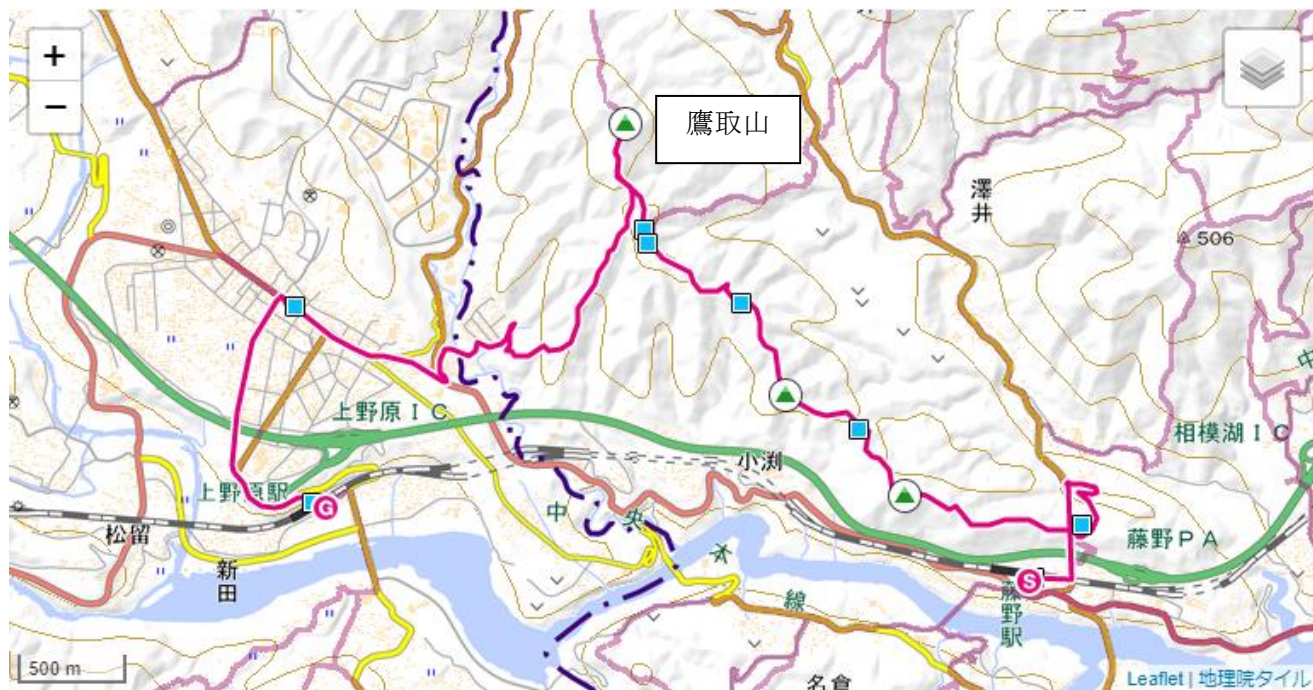 +
−
鷹取山
澤井
506
上野原IC
相模湖IC
小渕
上野原駅
G
中央
松留
藤野PA
新田
S
線
藤野駅
名倉
500 m
Leaflet | 地理院タイル